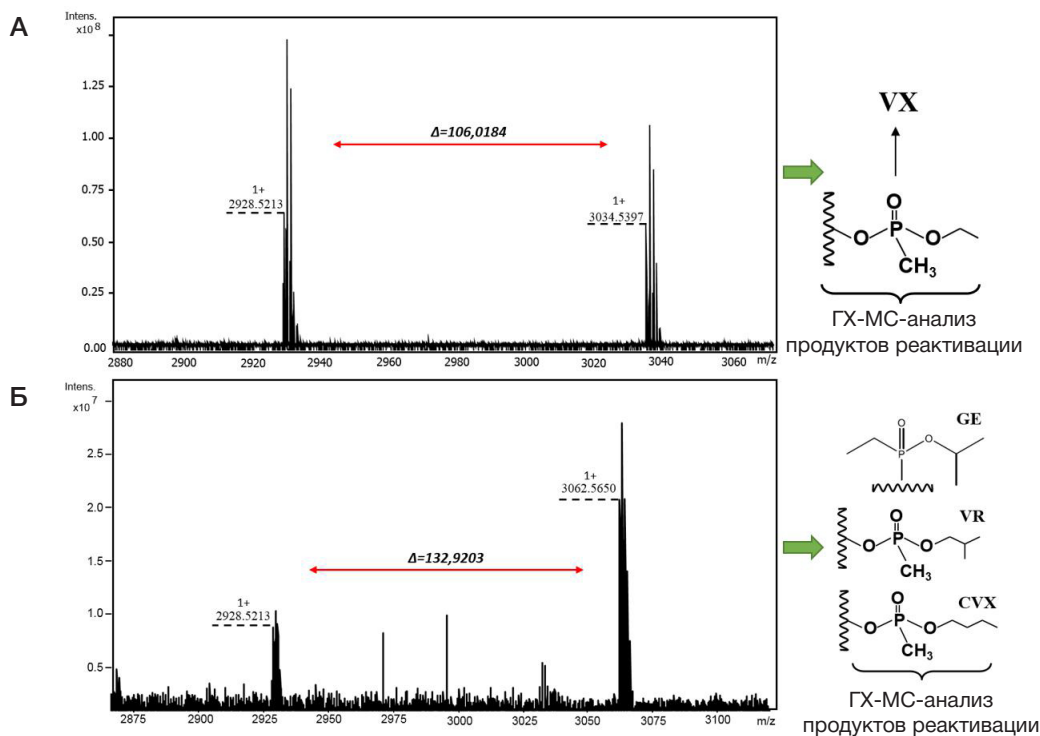 А
Intens.
x10⁸
1.25
1.00
0.75
0.50
0.25
0.00
2880
2900
2920
2940
2960
2980
3000
3020
3040
3060
m/z
Δ=106,0184
1+
2928.5213
1+
3034.5397
VX
O
P
O
O
CH₃
ГХ-МС-анализ
продуктов реактивации
Б
Intens.
x10⁷
2.5
2.0
1.5
1.0
0.5
2875
2900
2925
2950
2975
3000
3025
3050
3075
3100
m/z
1+
3062.5650
Δ=132,9203
1+
2928.5213
GE
O
O
P
VR
O
P
O
O
CH₃
CVX
O
P
O
O
CH₃
ГХ-МС-анализ
продуктов реактивации